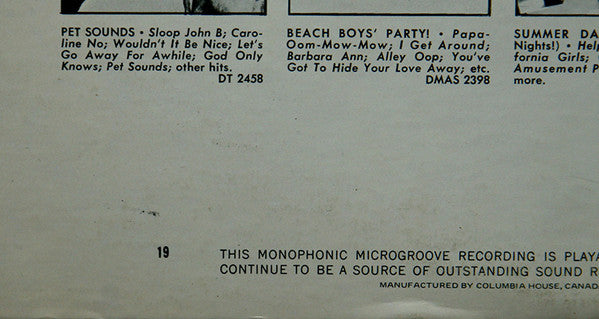 PET SOUNDS • Sloop John B; Caro-
line No; Wouldn't It Be Nice; Let's
Go Away For Awhile; God Only
Knows; Pet Sounds; other hits.
DT 2458
BEACH BOYS' PARTY! • Papa-
Oom-Mow-Mow; I Get Around;
Barbara Ann; Alley Oop; You've
Got To Hide Your Love Away; etc.
DMAS 2398
SUMMER DA
Nights!) • Hel
fornia Girls;
Amusement P
more.
19
THIS MONOPHONIC MICROGROOVE RECORDING IS PLAYA
CONTINUE TO BE A SOURCE OF OUTSTANDING SOUND R
MANUFACTURED BY COLUMBIA HOUSE, CANADA